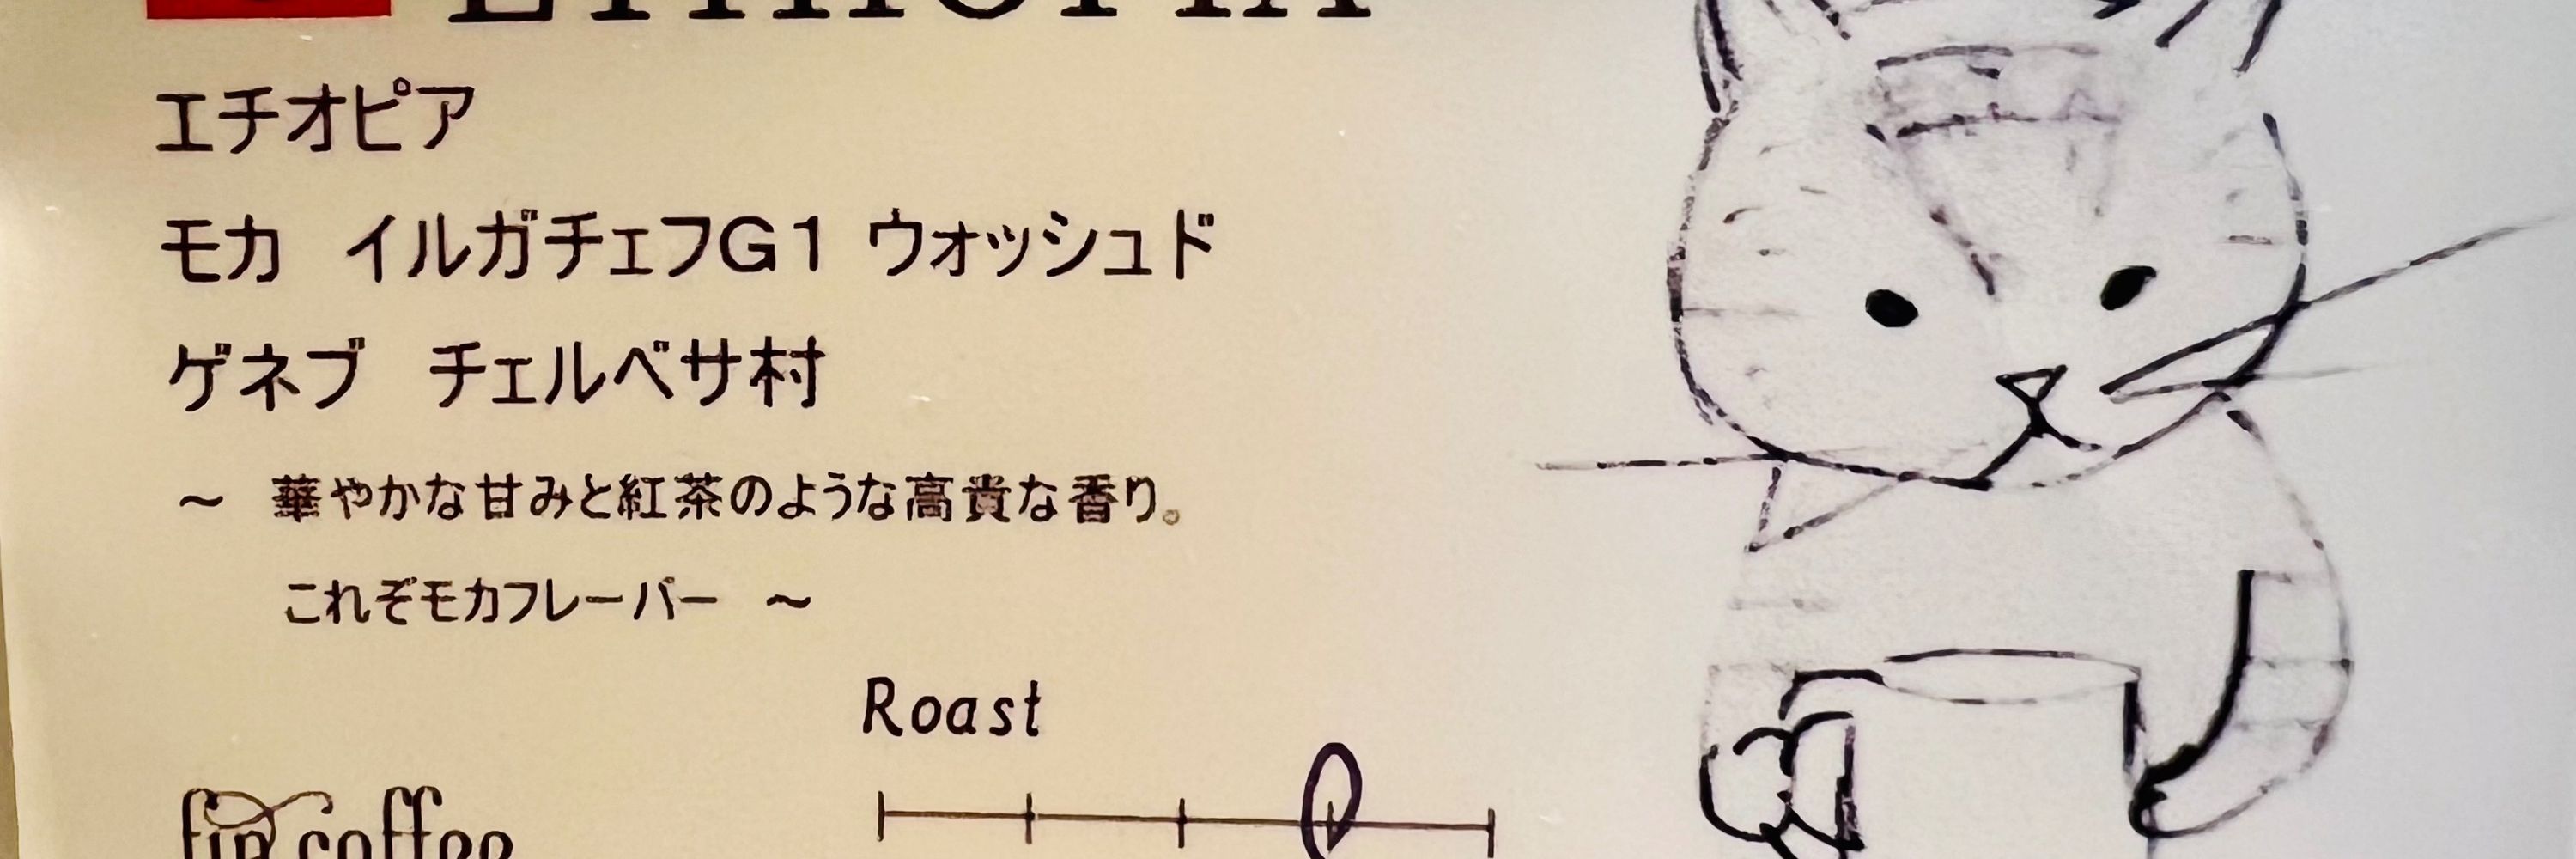 ETHIOPIA
エチオピア
モカ　イルガチェフG1 ウォッシュド
ゲネブ　チェルベサ村
～　華やかな甘みと紅茶のような高貴な香り。
これぞモカフレーバー　～
Roast
fin coffee